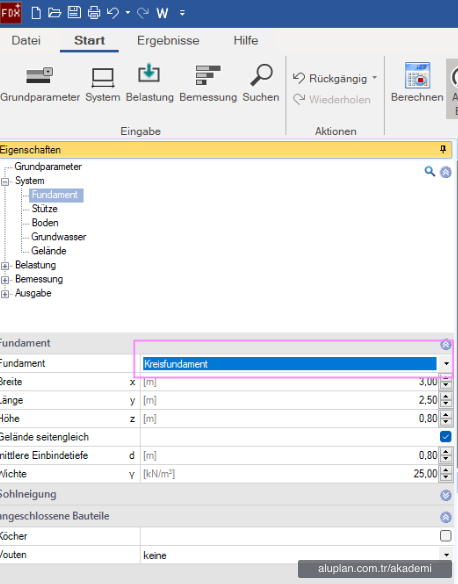 FDX+
W
Datei Start Ergebnisse Hilfe
Grundparameter System Belastung Bemessung Suchen
Rückgängig
Wiederholen
Berechnen
Eingabe
Aktionen
Eigenschaften
Grundparameter
System
Fundament
Stütze
Boden
Grundwasser
Gelände
Belastung
Bemessung
Ausgabe
Fundament
Fundament Kreisfundament
Breite x [m] 3,00
Länge y [m] 2,50
Höhe z [m] 0,80
Gelände seitengleich
mittlere Einbindetiefe d [m] 0,80
Wichte γ [kN/m³] 25,00
Sohlneigung
angeschlossene Bauteile
Köcher
Vouten keine
aluplan.com.tr/akademi